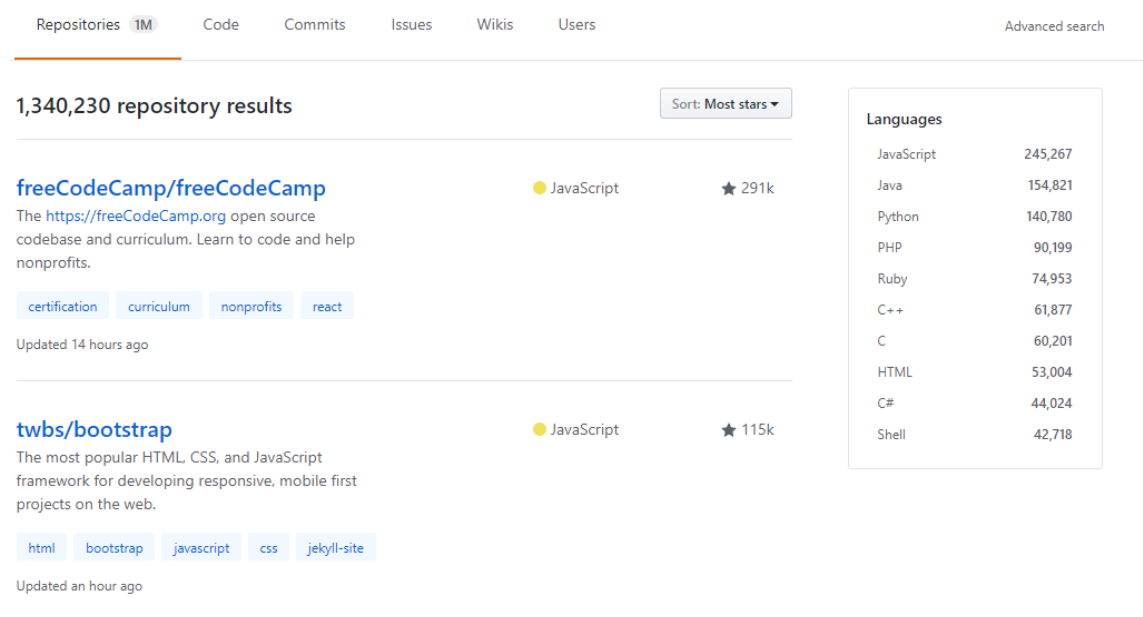 Repositories 1M Code Commits Issues Wikis Users Advanced search
1,340,230 repository results
Sort: Most stars
freeCodeCamp/freeCodeCamp
JavaScript
291k
The https://freeCodeCamp.org open source
codebase and curriculum. Learn to code and help
nonprofits.
certification curriculum nonprofits react
Updated 14 hours ago
twbs/bootstrap
JavaScript
115k
The most popular HTML, CSS, and JavaScript
framework for developing responsive, mobile first
projects on the web.
html bootstrap javascript css jekyll-site
Updated an hour ago
Languages
JavaScript 245,267
Java 154,821
Python 140,780
PHP 90,199
Ruby 74,953
C++ 61,877
C 60,201
HTML 53,004
C# 44,024
Shell 42,718